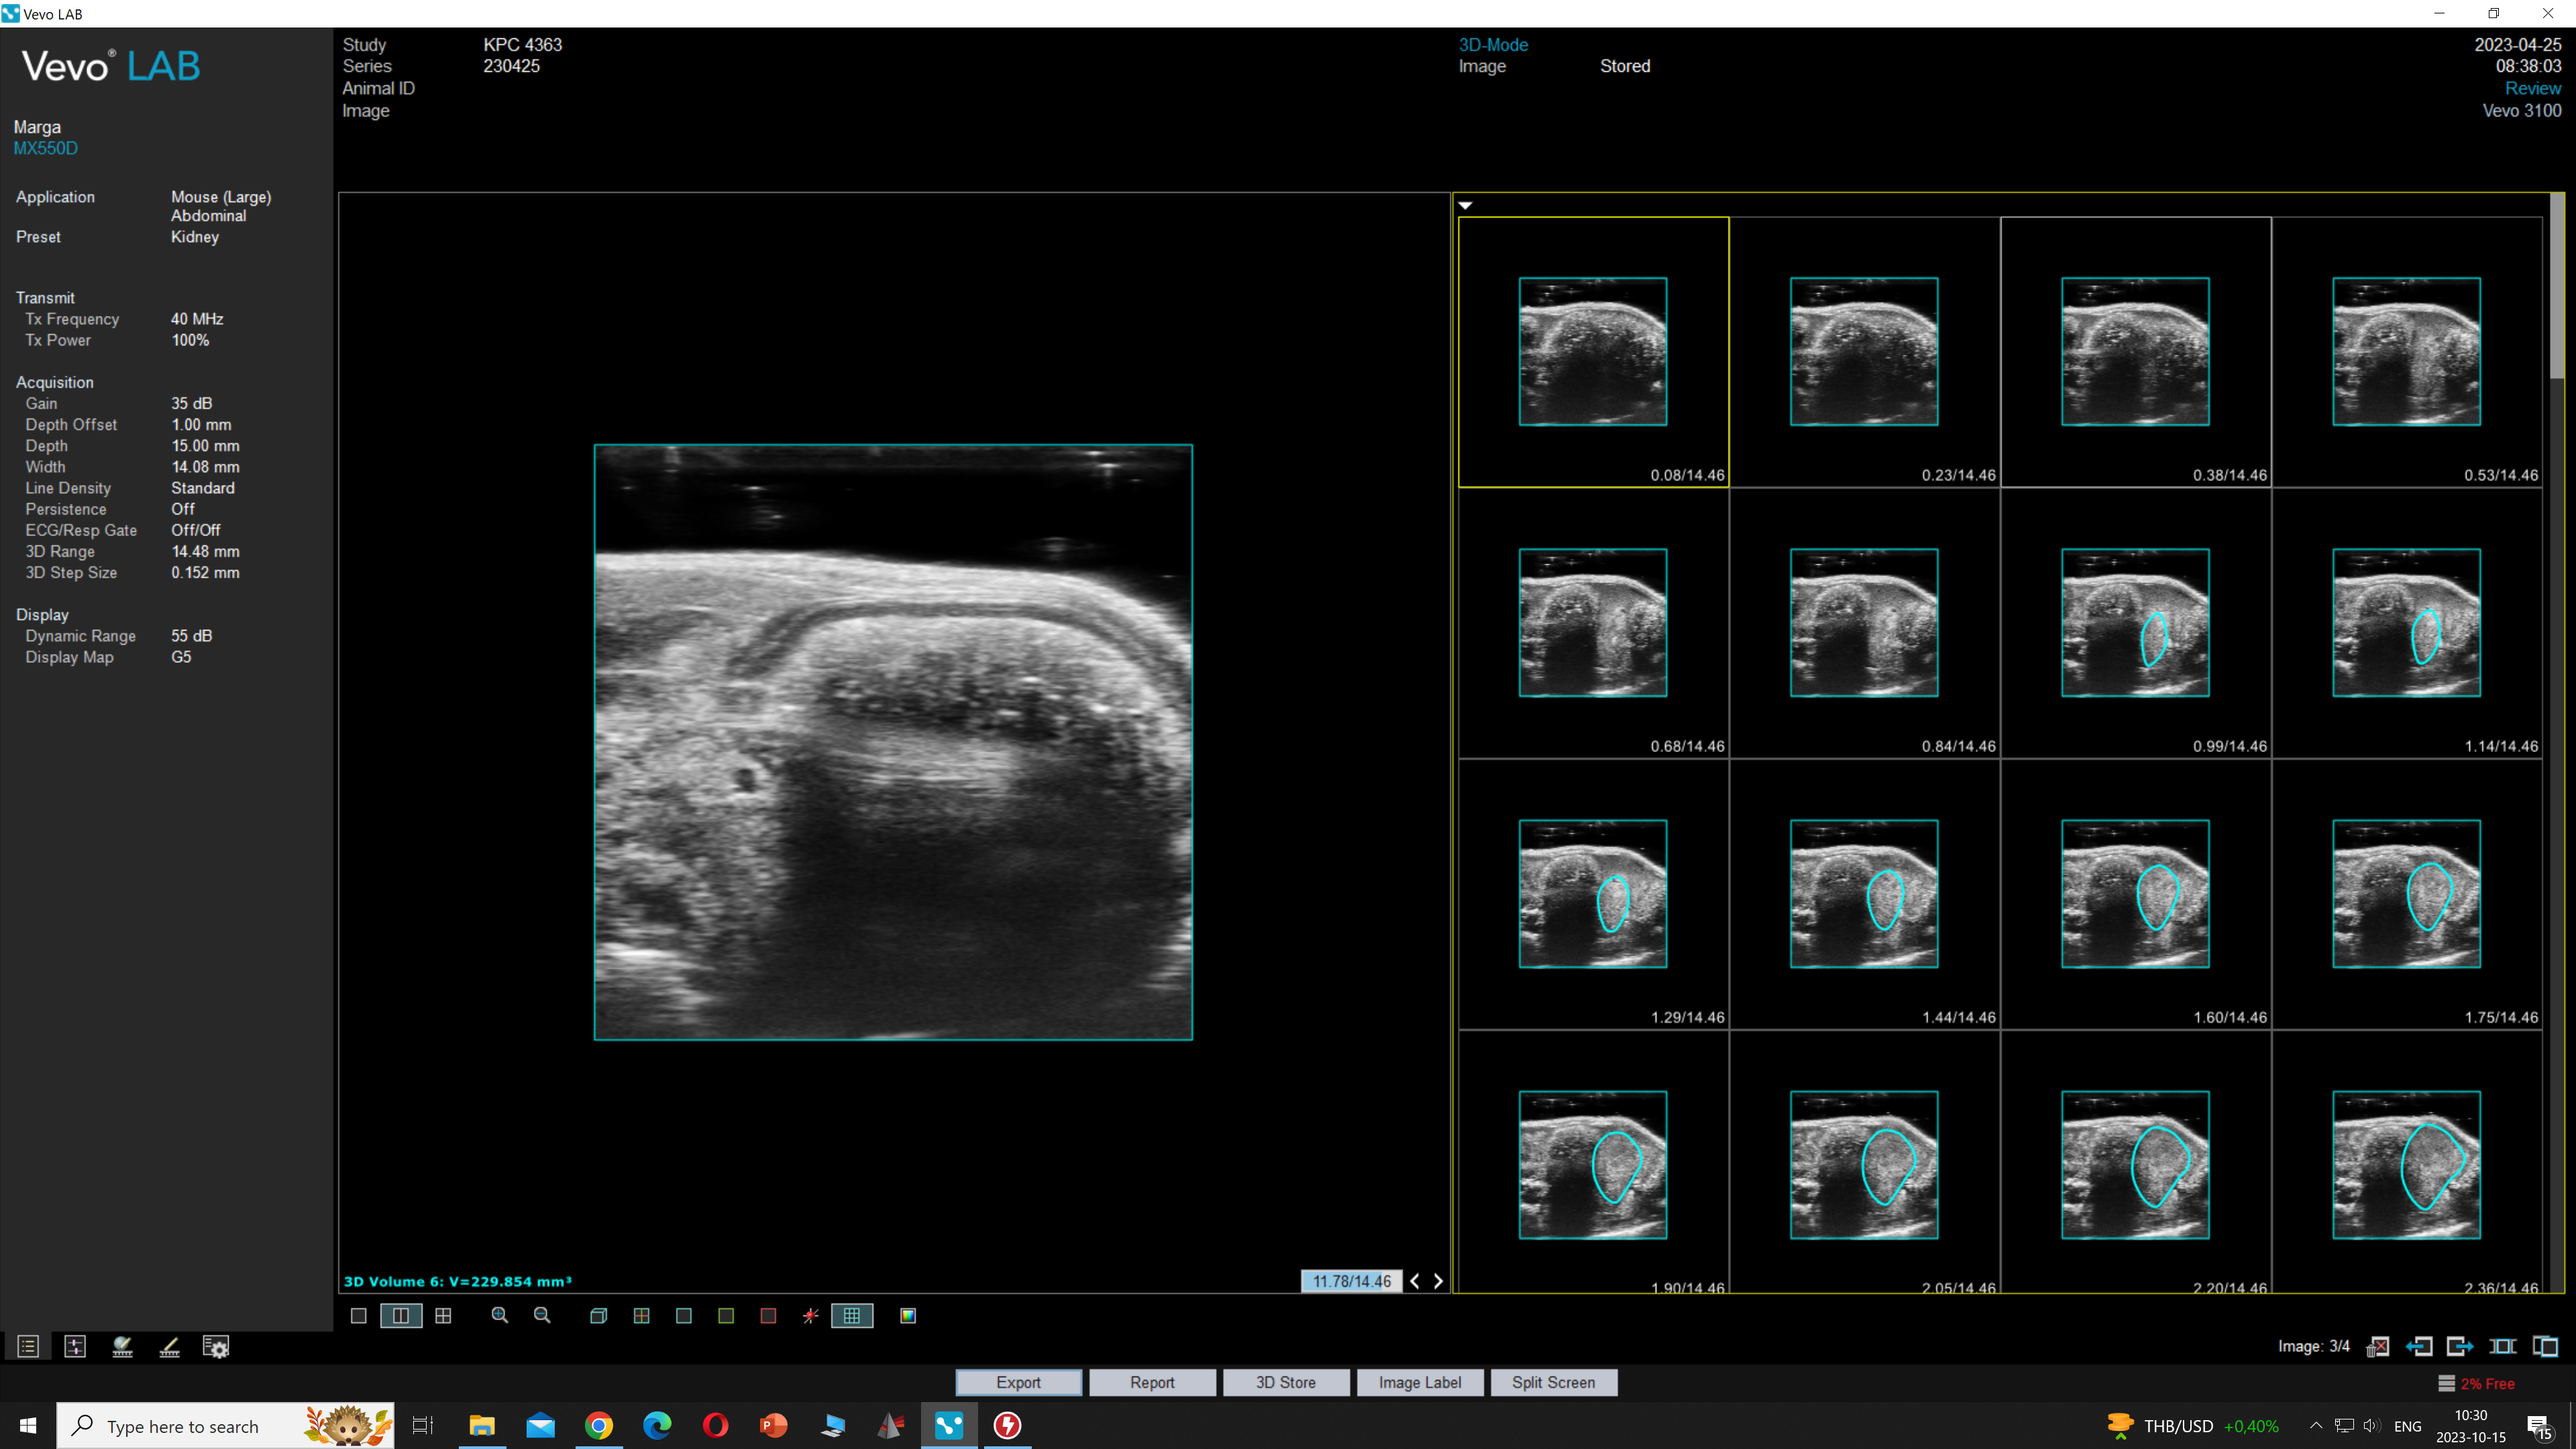 Vevo LAB
Vevo® LAB
Marga
MX550D
Application Mouse (Large)
Abdominal
Preset Kidney
Transmit
Tx Frequency 40 MHz
Tx Power 100%
Acquisition
Gain 35 dB
Depth Offset 1.00 mm
Depth 15.00 mm
Width 14.08 mm
Line Density Standard
Persistence Off
ECG/Resp Gate Off/Off
3D Range 14.48 mm
3D Step Size 0.152 mm
Display
Dynamic Range 55 dB
Display Map G5
Study KPC 4363
Series 230425
Animal ID
Image
3D-Mode
Image Stored
2023-04-25
08:38:03
Review
Vevo 3100
0.08/14.46 0.23/14.46 0.38/14.46 0.53/14.46
0.68/14.46 0.84/14.46 0.99/14.46 1.14/14.46
1.29/14.46 1.44/14.46 1.60/14.46 1.75/14.46
1.90/14.46 2.05/14.46 2.20/14.46 2.36/14.46
3D Volume 6: V=229.854 mm³
11.78/14.46
Image: 3/4
Export Report 3D Store Image Label Split Screen
2% Free
Type here to search
P
THB/USD +0,40%
ENG
10:30
2023-10-15
15